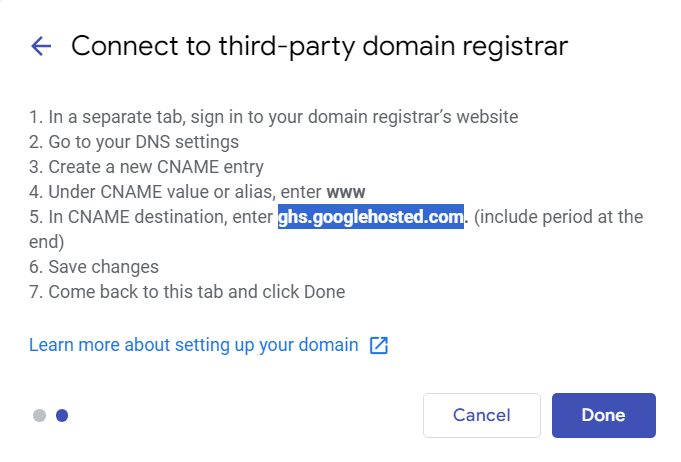 Connect to third-party domain registrar
1. In a separate tab, sign in to your domain registrar’s website
2. Go to your DNS settings
3. Create a new CNAME entry
4. Under CNAME value or alias, enter www
5. In CNAME destination, enter ghs.googlehosted.com. (include period at the
end)
6. Save changes
7. Come back to this tab and click Done
Learn more about setting up your domain
Cancel Done